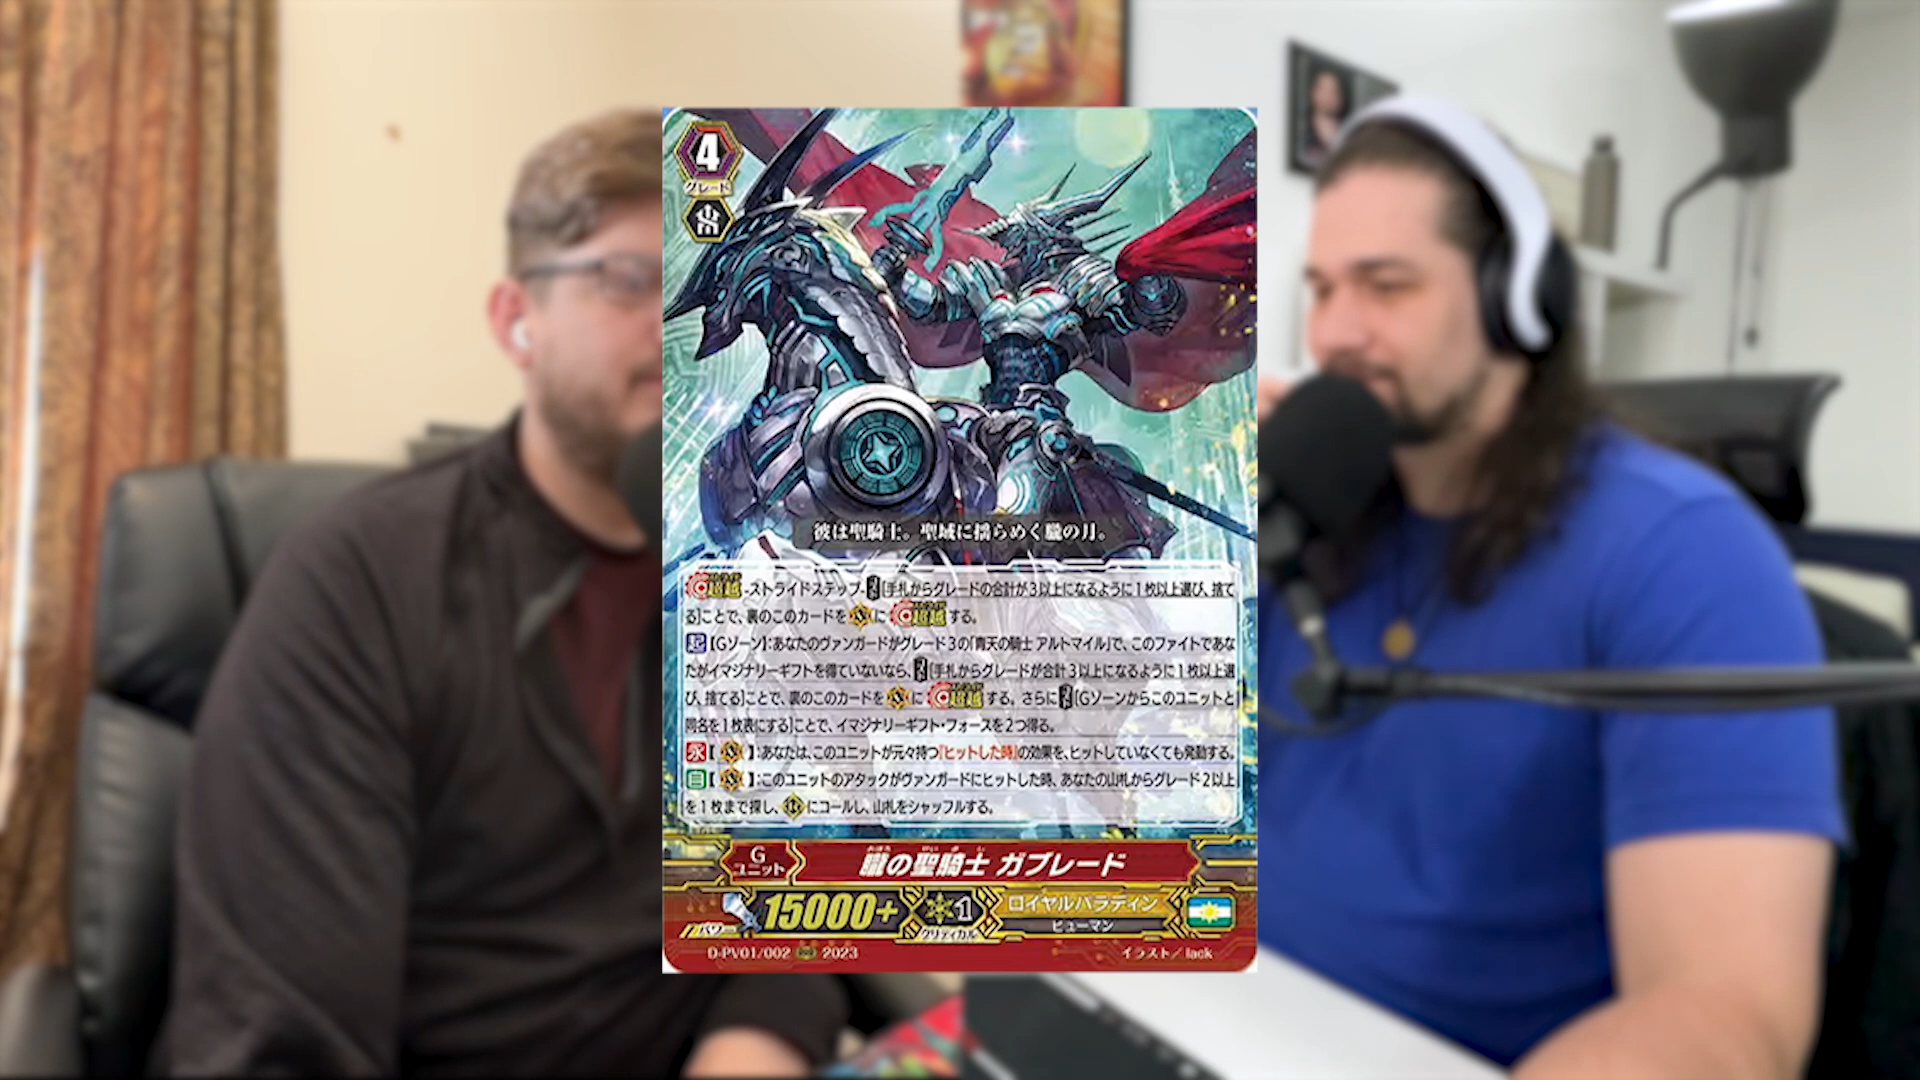 4
グレード
彼は聖騎士。聖域に揺らめく朧の月。
超越-ストライドステップ-[手札からグレードの合計が3以上になるように1枚以上選び、捨て
る]ことで、裏のこのカードを に 超越する。
起【Gゾーン】:あなたのヴァンガードがグレード3の「青天の騎士 アルトマイル」で、このファイトであな
たがイマジナリーギフトを得ていないなら、[手札からグレードが合計3以上になるように1枚以上選
び、捨てる]ことで、裏のこのカードを に 超越する。さらに[Gゾーンからこのユニットと
同名を1枚表にする]ことで、イマジナリーギフト・フォースを2つ得る。
永【 】:あなたは、このユニットが元々持つ『ヒットした時』の効果を、ヒットしていなくても発動する。
自【 】:このユニットのアタックがヴァンガードにヒットした時、あなたの山札からグレード2以上
を1枚まで探し、 にコールし、山札をシャッフルする。
G
ユニット
おぼろ せいきし
朧の聖騎士 ガブレード
パワー 15000+ 1
クリティカル
ロイヤルパラディン
ヒューマン
D-PV01/002 RRR 2023 イラスト/lack